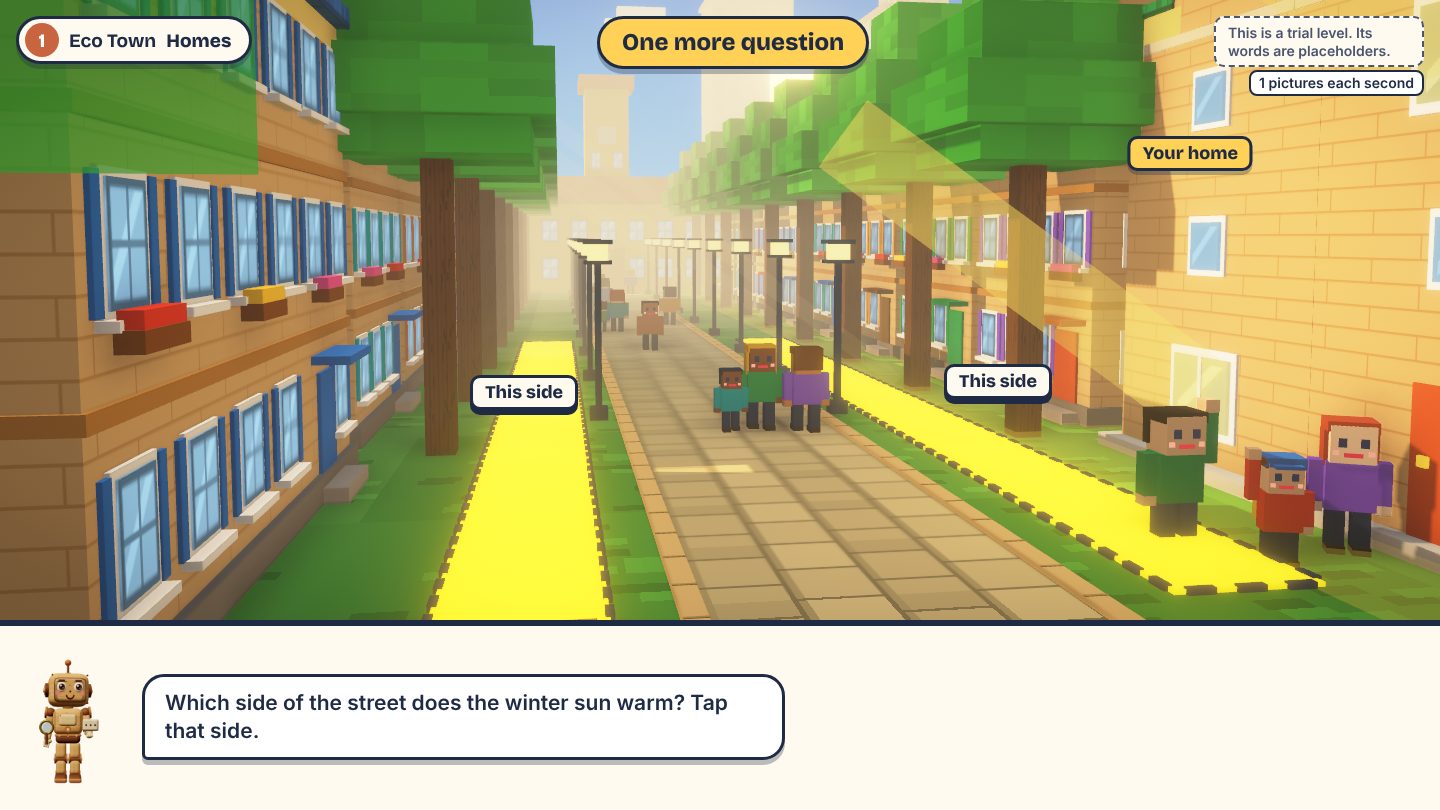 1 Eco Town Homes
One more question
This is a trial level. Its
words are placeholders.
1 pictures each second
Your home
This side
This side
Which side of the street does the winter sun warm? Tap
that side.